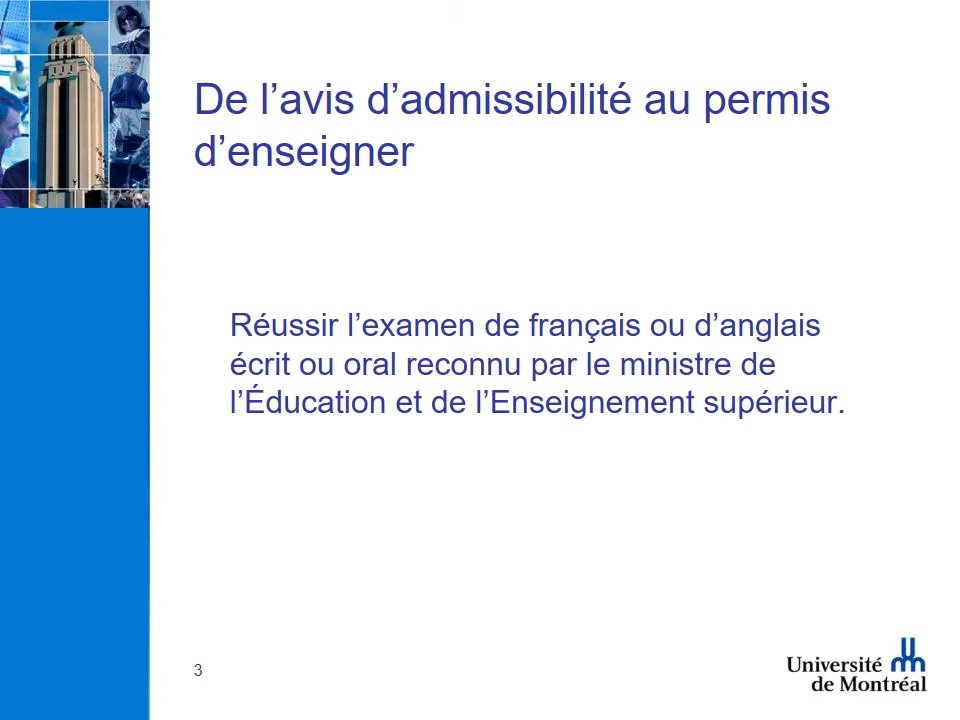 De l’avis d’admissibilité au permis
d’enseigner
Réussir l’examen de français ou d’anglais
écrit ou oral reconnu par le ministre de
l’Éducation et de l’Enseignement supérieur.
3
Université
de Montréal